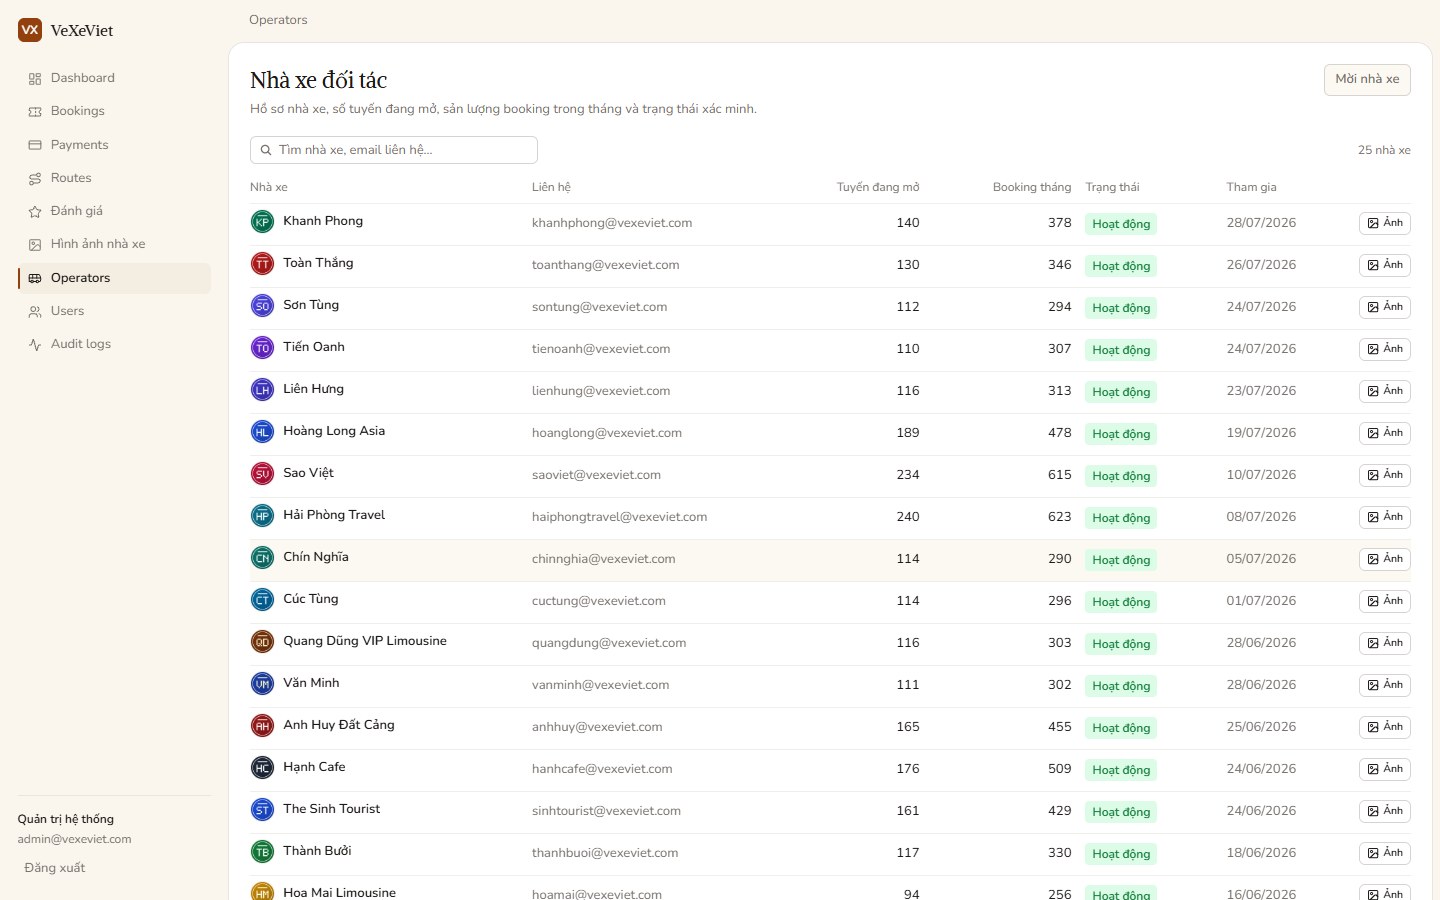 VX VeXeViet
Operators
Dashboard
Bookings
Payments
Routes
Đánh giá
Hình ảnh nhà xe
Operators
Users
Audit logs
Quản trị hệ thống
admin@vexeviet.com
Đăng xuất
Nhà xe đối tác
Mời nhà xe
Hồ sơ nhà xe, số tuyến đang mở, sản lượng booking trong tháng và trạng thái xác minh.
Tìm nhà xe, email liên hệ...
25 nhà xe
Nhà xe Liên hệ Tuyến đang mở Booking tháng Trạng thái Tham gia
KP Khanh Phong khanhphong@vexeviet.com 140 378 Hoạt động 28/07/2026 Ảnh
TT Toàn Thắng toanthang@vexeviet.com 130 346 Hoạt động 26/07/2026 Ảnh
SO Sơn Tùng sontung@vexeviet.com 112 294 Hoạt động 24/07/2026 Ảnh
TO Tiến Oanh tienoanh@vexeviet.com 110 307 Hoạt động 24/07/2026 Ảnh
LH Liên Hưng lienhung@vexeviet.com 116 313 Hoạt động 23/07/2026 Ảnh
HL Hoàng Long Asia hoanglong@vexeviet.com 189 478 Hoạt động 19/07/2026 Ảnh
SV Sao Việt saoviet@vexeviet.com 234 615 Hoạt động 10/07/2026 Ảnh
HP Hải Phòng Travel haiphongtravel@vexeviet.com 240 623 Hoạt động 08/07/2026 Ảnh
CN Chín Nghĩa chinnghia@vexeviet.com 114 290 Hoạt động 05/07/2026 Ảnh
CT Cúc Tùng cuctung@vexeviet.com 114 296 Hoạt động 01/07/2026 Ảnh
QD Quang Dũng VIP Limousine quangdung@vexeviet.com 116 303 Hoạt động 28/06/2026 Ảnh
VM Văn Minh vanminh@vexeviet.com 111 302 Hoạt động 28/06/2026 Ảnh
AH Anh Huy Đất Cảng anhhuy@vexeviet.com 165 455 Hoạt động 25/06/2026 Ảnh
HC Hạnh Cafe hanhcafe@vexeviet.com 176 509 Hoạt động 24/06/2026 Ảnh
ST The Sinh Tourist sinhtourist@vexeviet.com 161 429 Hoạt động 24/06/2026 Ảnh
TB Thành Bưởi thanhbuoi@vexeviet.com 117 330 Hoạt động 18/06/2026 Ảnh
HM Hoa Mai Limousine hoamai@vexeviet.com 94 256 Hoạt động 16/06/2026 Ảnh